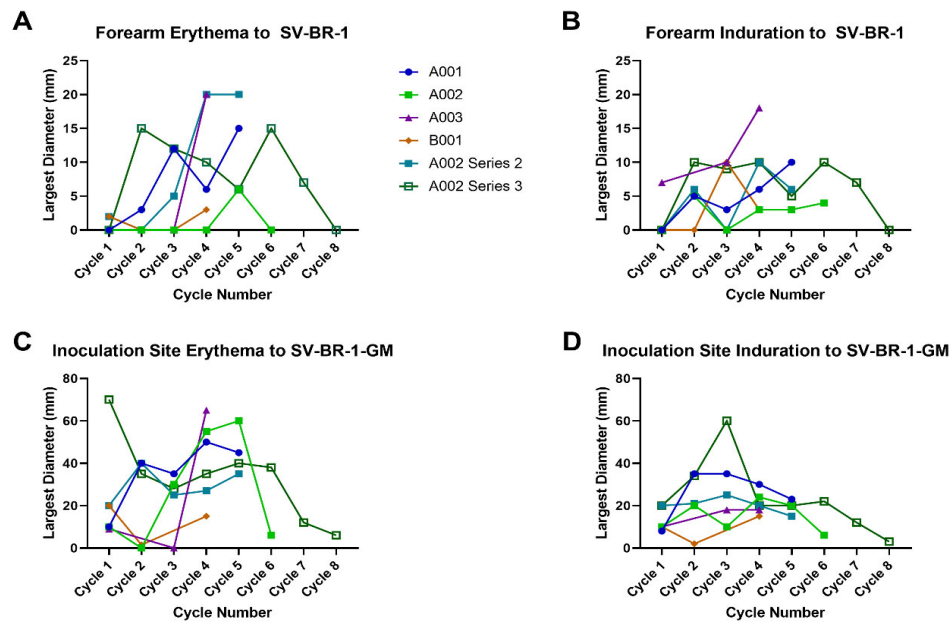 A
Forearm Erythema to SV-BR-1
Largest Diameter (mm)
25
20
15
10
5
0
Cycle 1
Cycle 2
Cycle 3
Cycle 4
Cycle 5
Cycle 6
Cycle 7
Cycle 8
Cycle Number
A001
A002
A003
B001
A002 Series 2
A002 Series 3
B
Forearm Induration to SV-BR-1
Largest Diameter (mm)
25
20
15
10
5
0
Cycle 1
Cycle 2
Cycle 3
Cycle 4
Cycle 5
Cycle 6
Cycle 7
Cycle 8
Cycle Number
C
Inoculation Site Erythema to SV-BR-1-GM
Largest Diameter (mm)
80
60
40
20
0
Cycle 1
Cycle 2
Cycle 3
Cycle 4
Cycle 5
Cycle 6
Cycle 7
Cycle 8
Cycle Number
D
Inoculation Site Induration to SV-BR-1-GM
Largest Diameter (mm)
80
60
40
20
0
Cycle 1
Cycle 2
Cycle 3
Cycle 4
Cycle 5
Cycle 6
Cycle 7
Cycle 8
Cycle Number